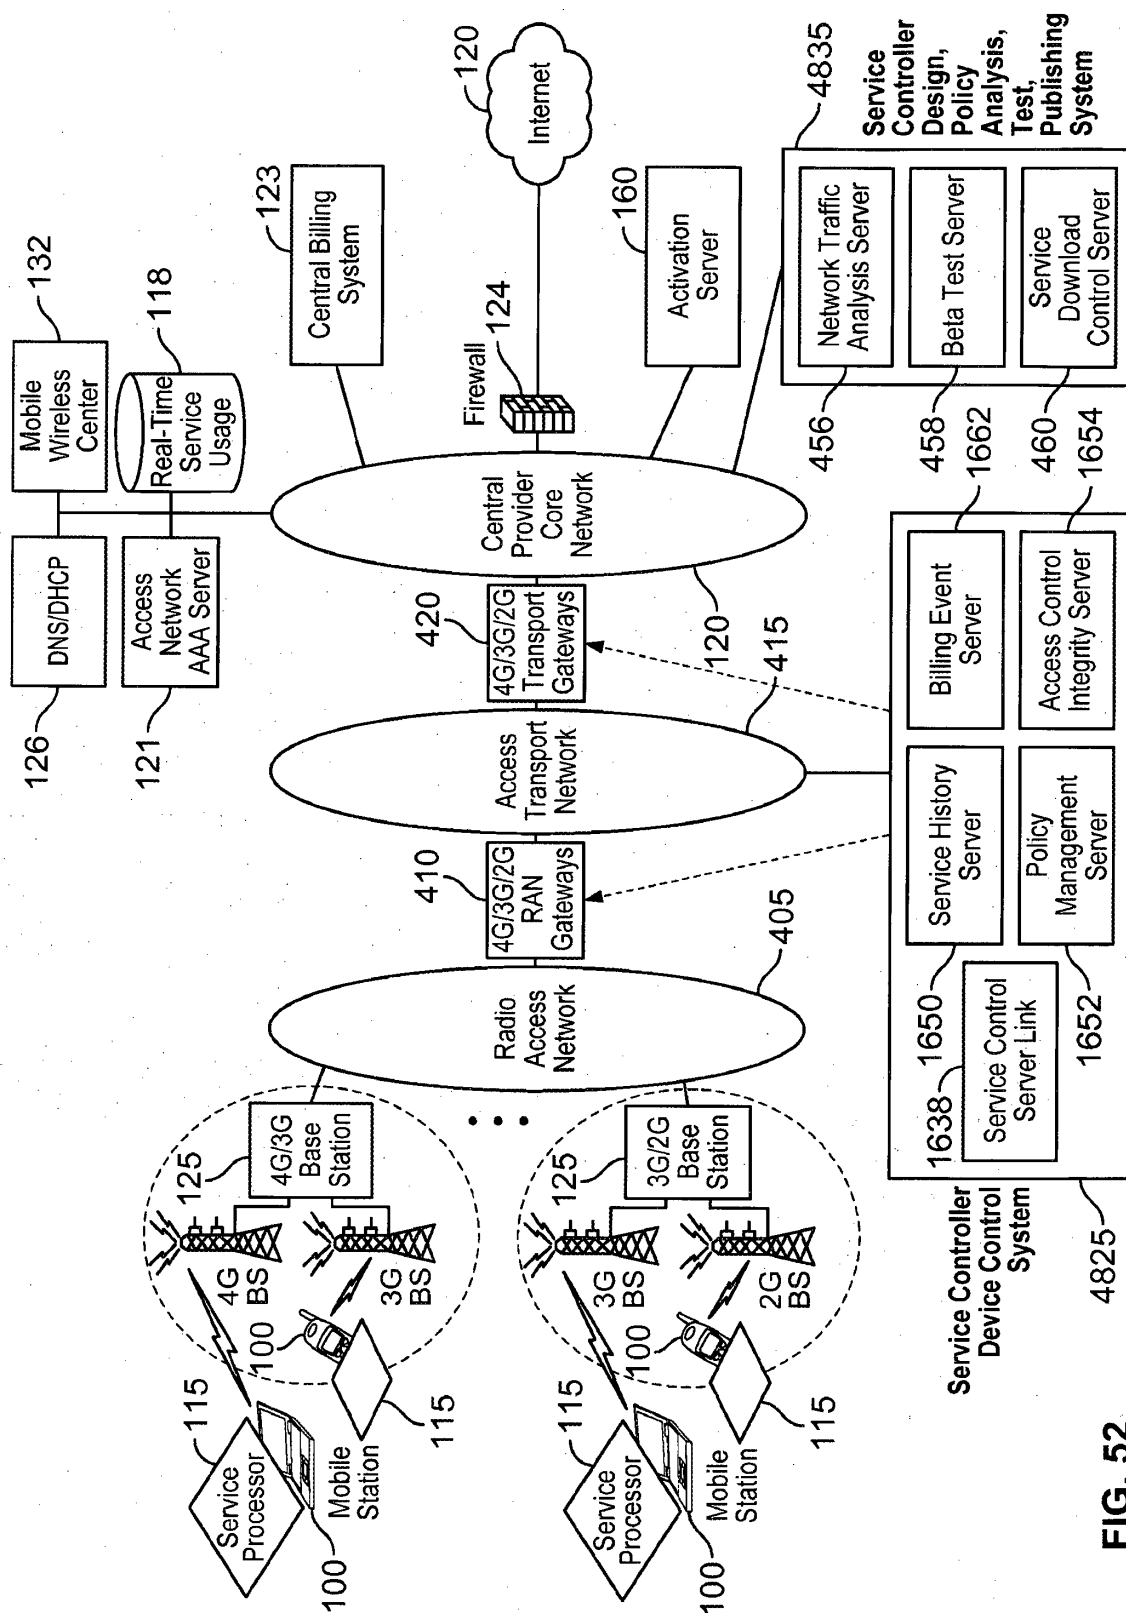 Service
Processor
115
100
Mobile
Station
100
115
4G
BS
3G
BS
125
4G/3G
Base
Station
Service
Processor
115
100
Mobile
Station
100
115
3G
BS
2G
BS
125
3G/2G
Base
Station
Radio
Access
Network
405
410
4G/3G/2G
RAN
Gateways
Access
Transport
Network
415
420
4G/3G/2G
Transport
Gateways
Central
Provider
Core
Network
120
126
DNS/DHCP
Mobile
Wireless
Center
132
121
Access
Network
AAA Server
Real-Time
Service
Usage
118
Central Billing
System
123
Firewall
124
Internet
120
Activation
Server
160
Service Controller
Device Control
System
4825
1638
Service Control
Server Link
1650
Service History
Server
1652
Policy
Management
Server
Billing Event
Server
1662
Access Control
Integrity Server
1654
456
Network Traffic
Analysis Server
458
Beta Test Server
460
Service
Download
Control Server
4835
Service
Controller
Design,
Policy
Analysis,
Test,
Publishing
System
FIG. 52